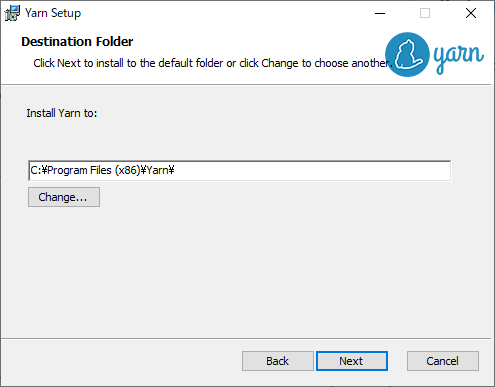 Yarn Setup
Destination Folder
Click Next to install to the default folder or click Change to choose another.
yarn
Install Yarn to:
C:¥Program Files (x86)¥Yarn¥
Change...
Back
Next
Cancel